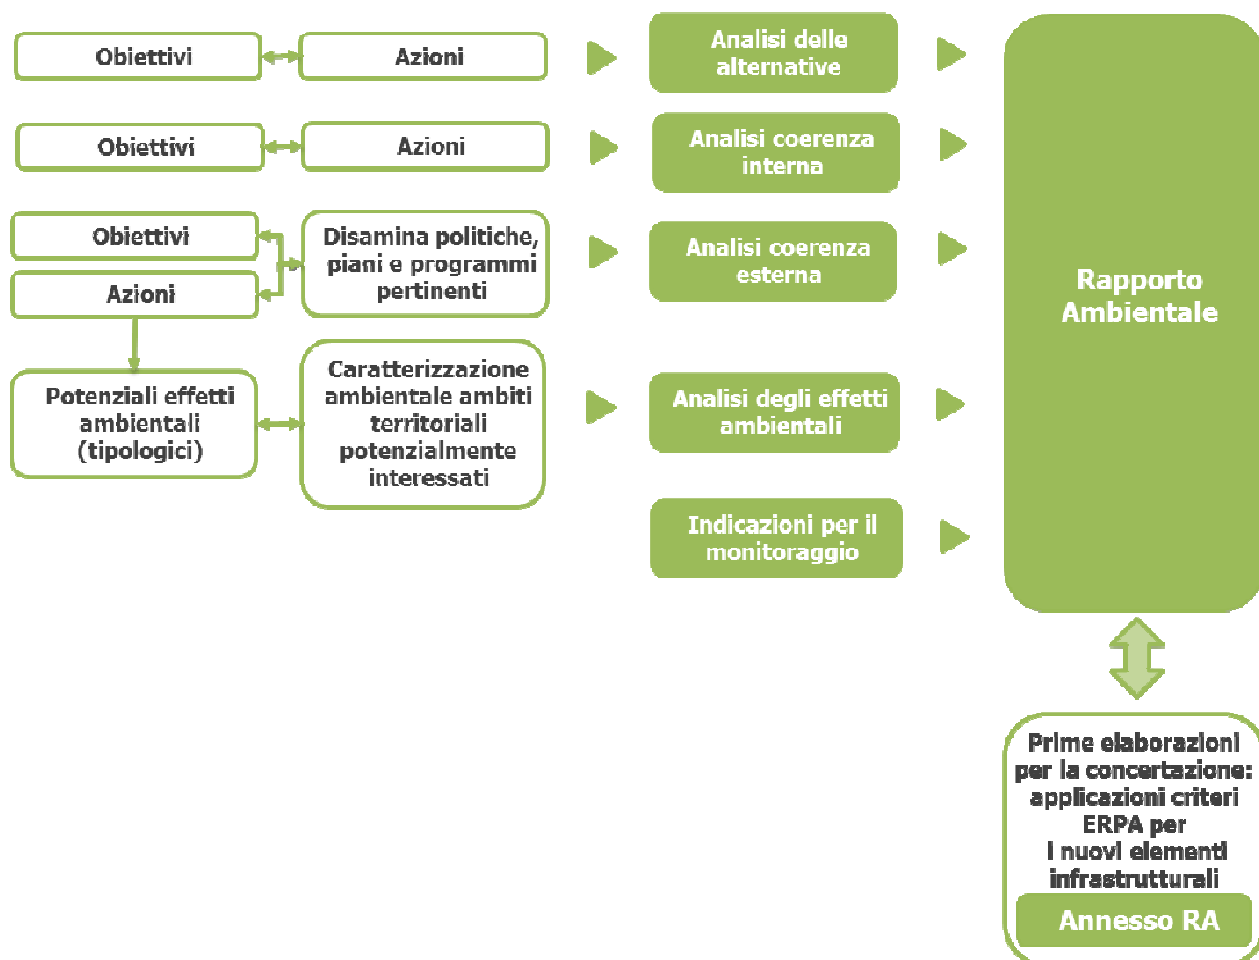 Obiettivi
Azioni
Analisi delle
alternative
Obiettivi
Azioni
Analisi coerenza
interna
Obiettivi
Azioni
Disamina politiche,
piani e programmi
pertinenti
Analisi coerenza
esterna
Potenziali effetti
ambientali
(tipologici)
Caratterizzazione
ambientale ambiti
territoriali
potenzialmente
interessati
Analisi degli effetti
ambientali
Indicazioni per il
monitoraggio
Rapporto
Ambientale
Prime elaborazioni
per la concertazione:
applicazioni criteri
ERPA per
i nuovi elementi
infrastrutturali
Annesso RA